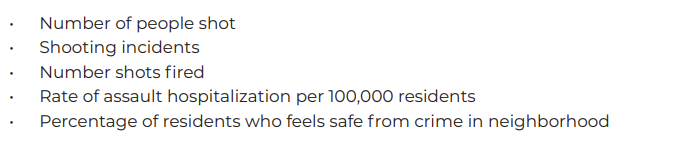 • Number of people shot
• Shooting incidents
• Number shots fired
• Rate of assault hospitalization per 100,000 residents
• Percentage of residents who feels safe from crime in neighborhood